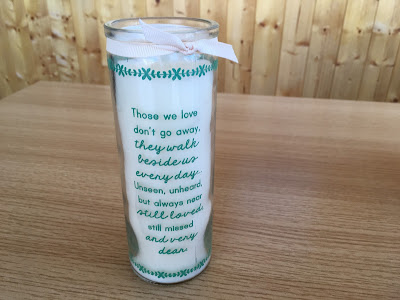 Those we love
don't go away,
they walk
beside us
every day.
Unseen, unheard,
but always near
still loved,
still missed
and very
dear.